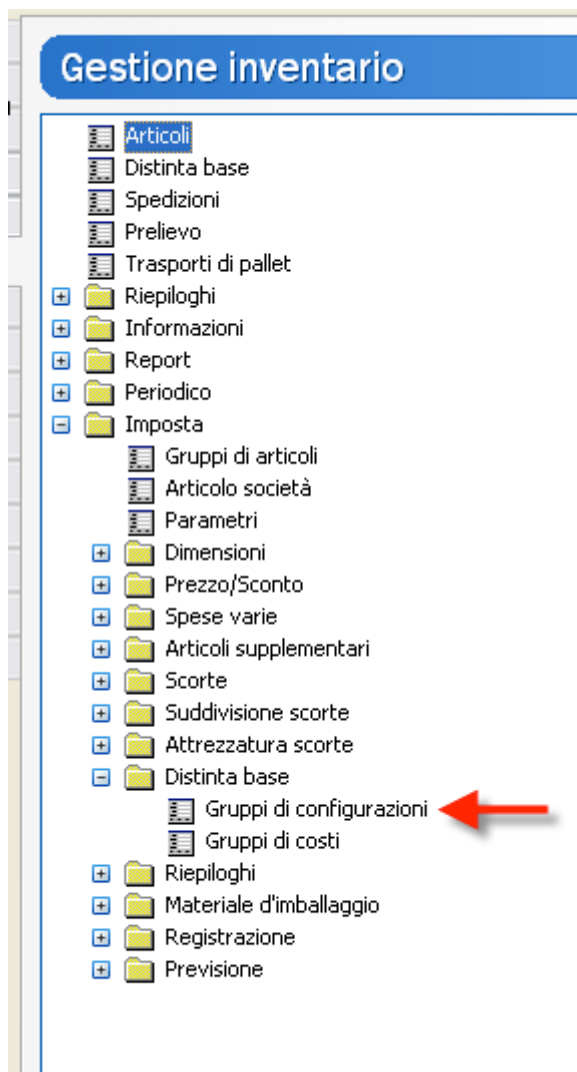 Gestione inventario
Articoli
Distinta base
Spedizioni
Prelievo
Trasporti di pallet
Riepiloghi
Informazioni
Report
Periodico
Imposta
Gruppi di articoli
Articolo società
Parametri
Dimensioni
Prezzo/Sconto
Spese varie
Articoli supplementari
Scorte
Suddivisione scorte
Attrezzatura scorte
Distinta base
Gruppi di configurazioni
Gruppi di costi
Riepiloghi
Materiale d'imballaggio
Registrazione
Previsione